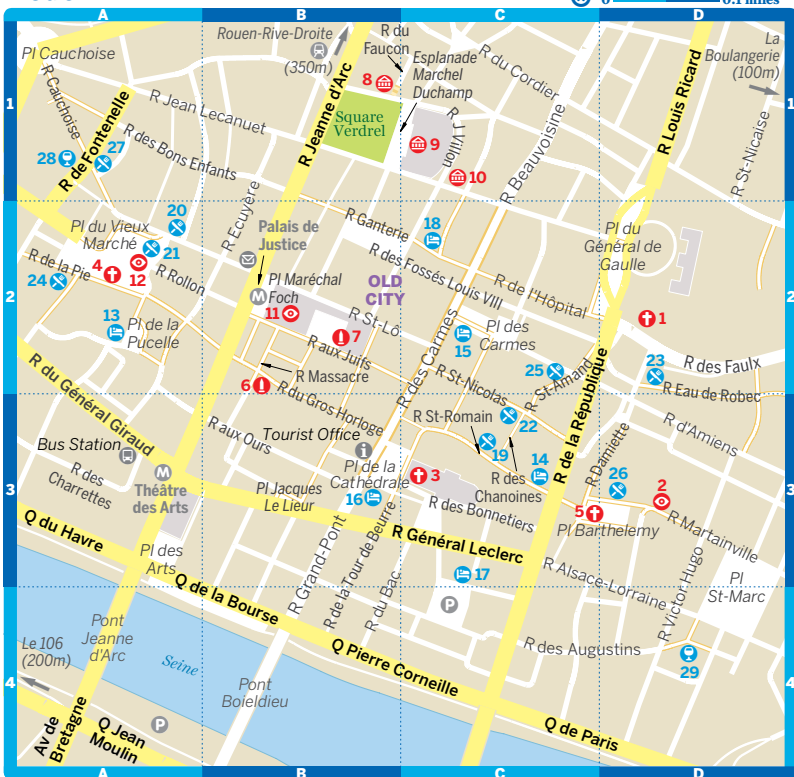 0
0.1 miles
A
B
C
D
Pl Cauchoise
Rouen-Rive-Droite
(350m)
R du
Faucon
Esplanade
Marchel
Duchamp
R du Cordier
La
Boulangerie
(100m)
1
R Cauchoise
R de Fontenelle
R Jean Lecanuet
R des Bons Enfants
R Jeanne d'Arc
8
Square
Verdrel
9
R J Villon
10
R Beauvoisine
R Louis Ricard
R St-Nicaise
1
28
27
20
Pl du Vieux
Marché
21
4
12
R de la Pie
R Rollon
24
13
Pl de la
Pucelle
R Ecuyère
Palais de
Justice
M
Pl Maréchal
Foch
11
R Ganterie
18
R des Fossés Louis VIII
OLD
CITY
R St-Lô
7
R aux Juifs
R Massacre
6
R du Gros Horloge
R de l'Hôpital
Pl des
Carmes
15
R des Carmes
25
R St-Amand
R St-Nicolas
Pl du
Général de
Gaulle
1
23
R des Faulx
R Eau de Robec
2
2
R du Général Giraud
Bus Station
R des
Charrettes
M
Théâtre
des Arts
R aux Ours
Tourist Office
i
Pl de la
Cathédrale
3
16
Pl Jacques
Le Lieur
R St-Romain
22
19
R des
Chanoines
14
R des Bonnetiers
R de la République
R Damiette
R d'Amiens
26
2
5
Pl Barthelemy
R Martainville
3
3
Q du Havre
Pl des
Arts
Q de la Bourse
R Grand-Pont
R de la Tour de Beurre
R du Bac
R Général Leclerc
17
P
R Alsace-Lorraine
R Victor Hugo
Pl
St-Marc
R des Augustins
29
Pont
Jeanne
d'Arc
Le 106
(200m)
Seine
Pont
Boieldieu
Q Pierre Corneille
Q de Paris
4
4
Av de
Bretagne
Q Jean
Moulin
P
A
B
C
D